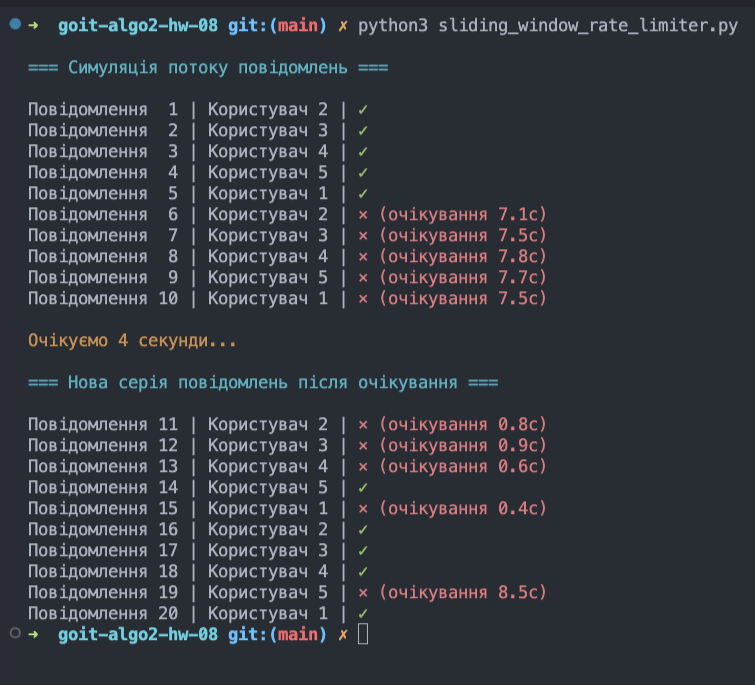 ➜  goit-algo2-hw-08 git:(main) ✗ python3 sliding_window_rate_limiter.py
=== Симуляція потоку повідомлень ===
Повідомлення  1 | Користувач 2 | ✓
Повідомлення  2 | Користувач 3 | ✓
Повідомлення  3 | Користувач 4 | ✓
Повідомлення  4 | Користувач 5 | ✓
Повідомлення  5 | Користувач 1 | ✓
Повідомлення  6 | Користувач 2 | × (очікування 7.1с)
Повідомлення  7 | Користувач 3 | × (очікування 7.5с)
Повідомлення  8 | Користувач 4 | × (очікування 7.8с)
Повідомлення  9 | Користувач 5 | × (очікування 7.7с)
Повідомлення 10 | Користувач 1 | × (очікування 7.5с)
Очікуємо 4 секунди...
=== Нова серія повідомлень після очікування ===
Повідомлення 11 | Користувач 2 | × (очікування 0.8с)
Повідомлення 12 | Користувач 3 | × (очікування 0.9с)
Повідомлення 13 | Користувач 4 | × (очікування 0.6с)
Повідомлення 14 | Користувач 5 | ✓
Повідомлення 15 | Користувач 1 | × (очікування 0.4с)
Повідомлення 16 | Користувач 2 | ✓
Повідомлення 17 | Користувач 3 | ✓
Повідомлення 18 | Користувач 4 | ✓
Повідомлення 19 | Користувач 5 | × (очікування 8.5с)
Повідомлення 20 | Користувач 1 | ✓
➜  goit-algo2-hw-08 git:(main) ✗